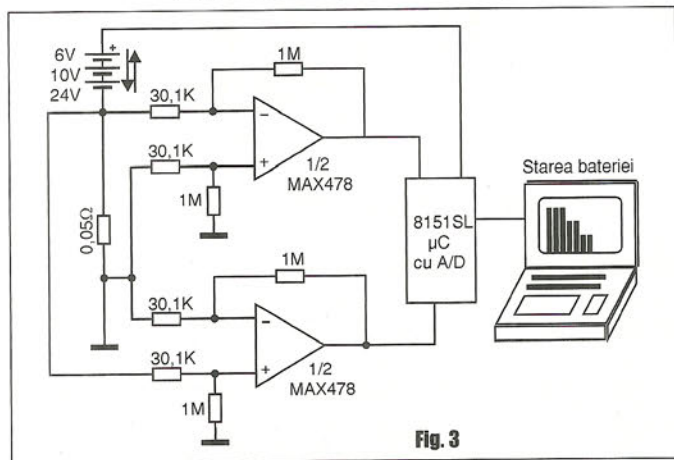 6V
+
10V
24V
30,1K
1M
−
30,1K
+
1/2
MAX478
1M
0,05Ω
8151SL
µC
cu A/D
Starea bateriei
1M
30,1K
−
30,1K
+
1/2
MAX478
1M
Fig. 3